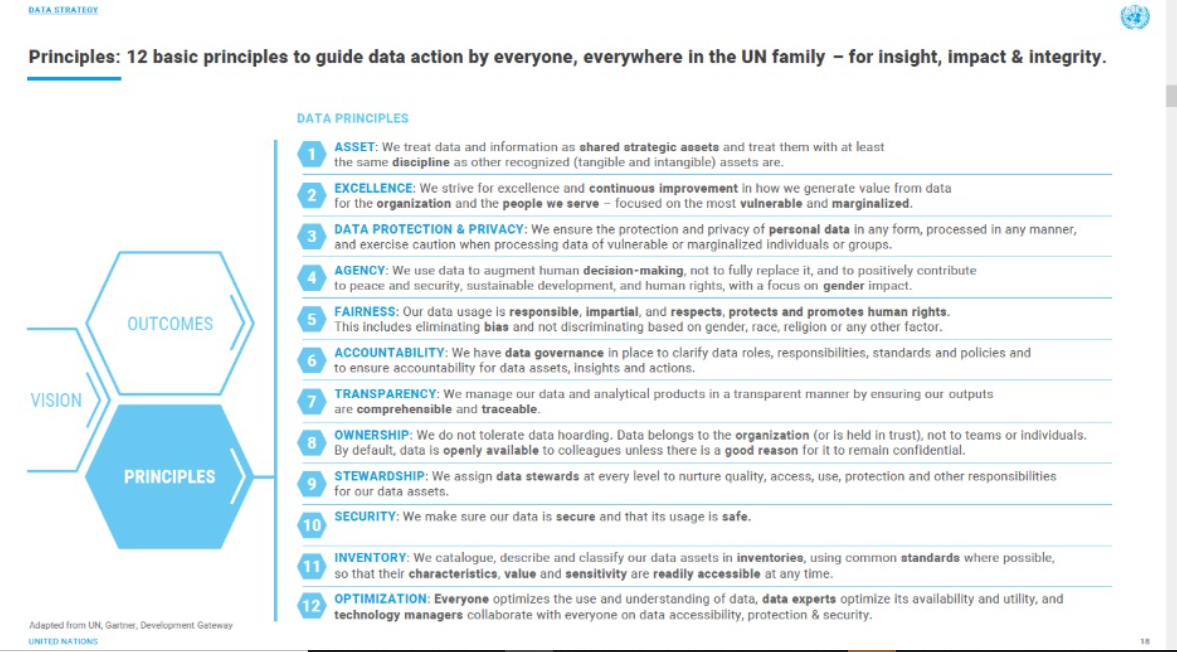 DATA STRATEGY
Principles: 12 basic principles to guide data action by everyone, everywhere in the UN family – for insight, impact & integrity.
DATA PRINCIPLES
1 ASSET: We treat data and information as shared strategic assets and treat them with at least
the same discipline as other recognized (tangible and intangible) assets are.
2 EXCELLENCE: We strive for excellence and continuous improvement in how we generate value from data
for the organization and the people we serve – focused on the most vulnerable and marginalized.
3 DATA PROTECTION & PRIVACY: We ensure the protection and privacy of personal data in any form, processed in any manner,
and exercise caution when processing data of vulnerable or marginalized individuals or groups.
4 AGENCY: We use data to augment human decision-making, not to fully replace it, and to positively contribute
to peace and security, sustainable development, and human rights, with a focus on gender impact.
5 FAIRNESS: Our data usage is responsible, impartial, and respects, protects and promotes human rights.
This includes eliminating bias and not discriminating based on gender, race, religion or any other factor.
6 ACCOUNTABILITY: We have data governance in place to clarify data roles, responsibilities, standards and policies and
to ensure accountability for data assets, insights and actions.
7 TRANSPARENCY: We manage our data and analytical products in a transparent manner by ensuring our outputs
are comprehensible and traceable.
8 OWNERSHIP: We do not tolerate data hoarding. Data belongs to the organization (or is held in trust), not to teams or individuals.
By default, data is openly available to colleagues unless there is a good reason for it to remain confidential.
9 STEWARDSHIP: We assign data stewards at every level to nurture quality, access, use, protection and other responsibilities
for our data assets.
10 SECURITY: We make sure our data is secure and that its usage is safe.
11 INVENTORY: We catalogue, describe and classify our data assets in inventories, using common standards where possible,
so that their characteristics, value and sensitivity are readily accessible at any time.
12 OPTIMIZATION: Everyone optimizes the use and understanding of data, data experts optimize its availability and utility, and
technology managers collaborate with everyone on data accessibility, protection & security.
OUTCOMES
VISION
PRINCIPLES
Adapted from UN, Gartner, Development Gateway
UNITED NATIONS
18